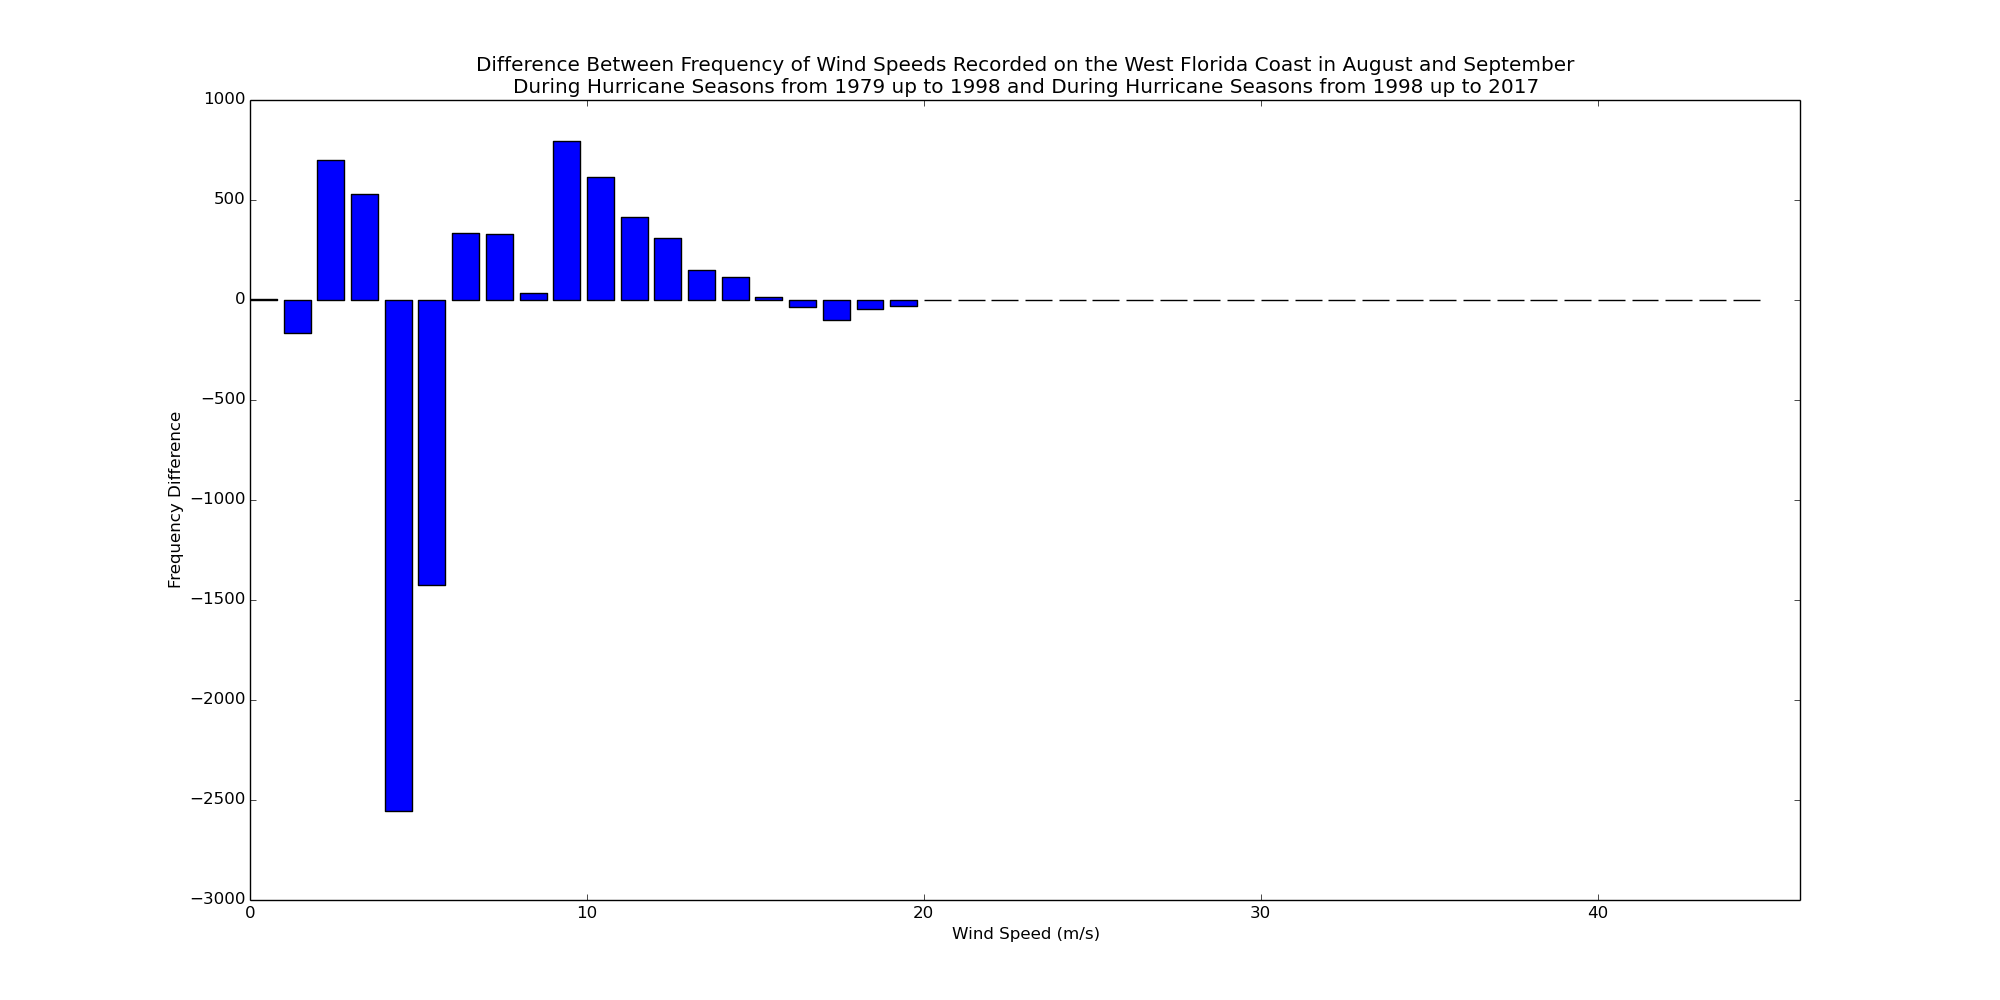 Difference Between Frequency of Wind Speeds Recorded on the West Florida Coast in August and September
During Hurricane Seasons from 1979 up to 1998 and During Hurricane Seasons from 1998 up to 2017
1000
500
0
−500
−1000
−1500
−2000
−2500
−3000
Frequency Difference
0 10 20 30 40
Wind Speed (m/s)